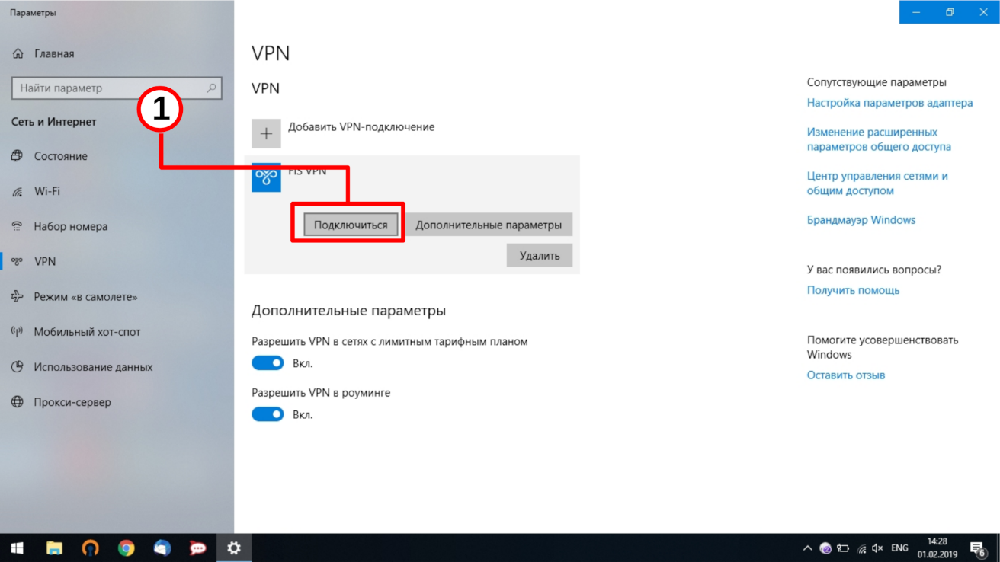 Параметры
Главная
Найти параметр
Сеть и Интернет
Состояние
Wi-Fi
Набор номера
VPN
Режим «в самолете»
Мобильный хот-спот
Использование данных
Прокси-сервер
1
VPN
VPN
Добавить VPN-подключение
FIS VPN
Подключиться
Дополнительные параметры
Удалить
Дополнительные параметры
Разрешить VPN в сетях с лимитным тарифным планом
Вкл.
Разрешить VPN в роуминге
Вкл.
Сопутствующие параметры
Настройка параметров адаптера
Изменение расширенных
параметров общего доступа
Центр управления сетями и
общим доступом
Брандмауэр Windows
У вас появились вопросы?
Получить помощь
Помогите усовершенствовать
Windows
Оставить отзыв
ENG
14:28
01.02.2019
6